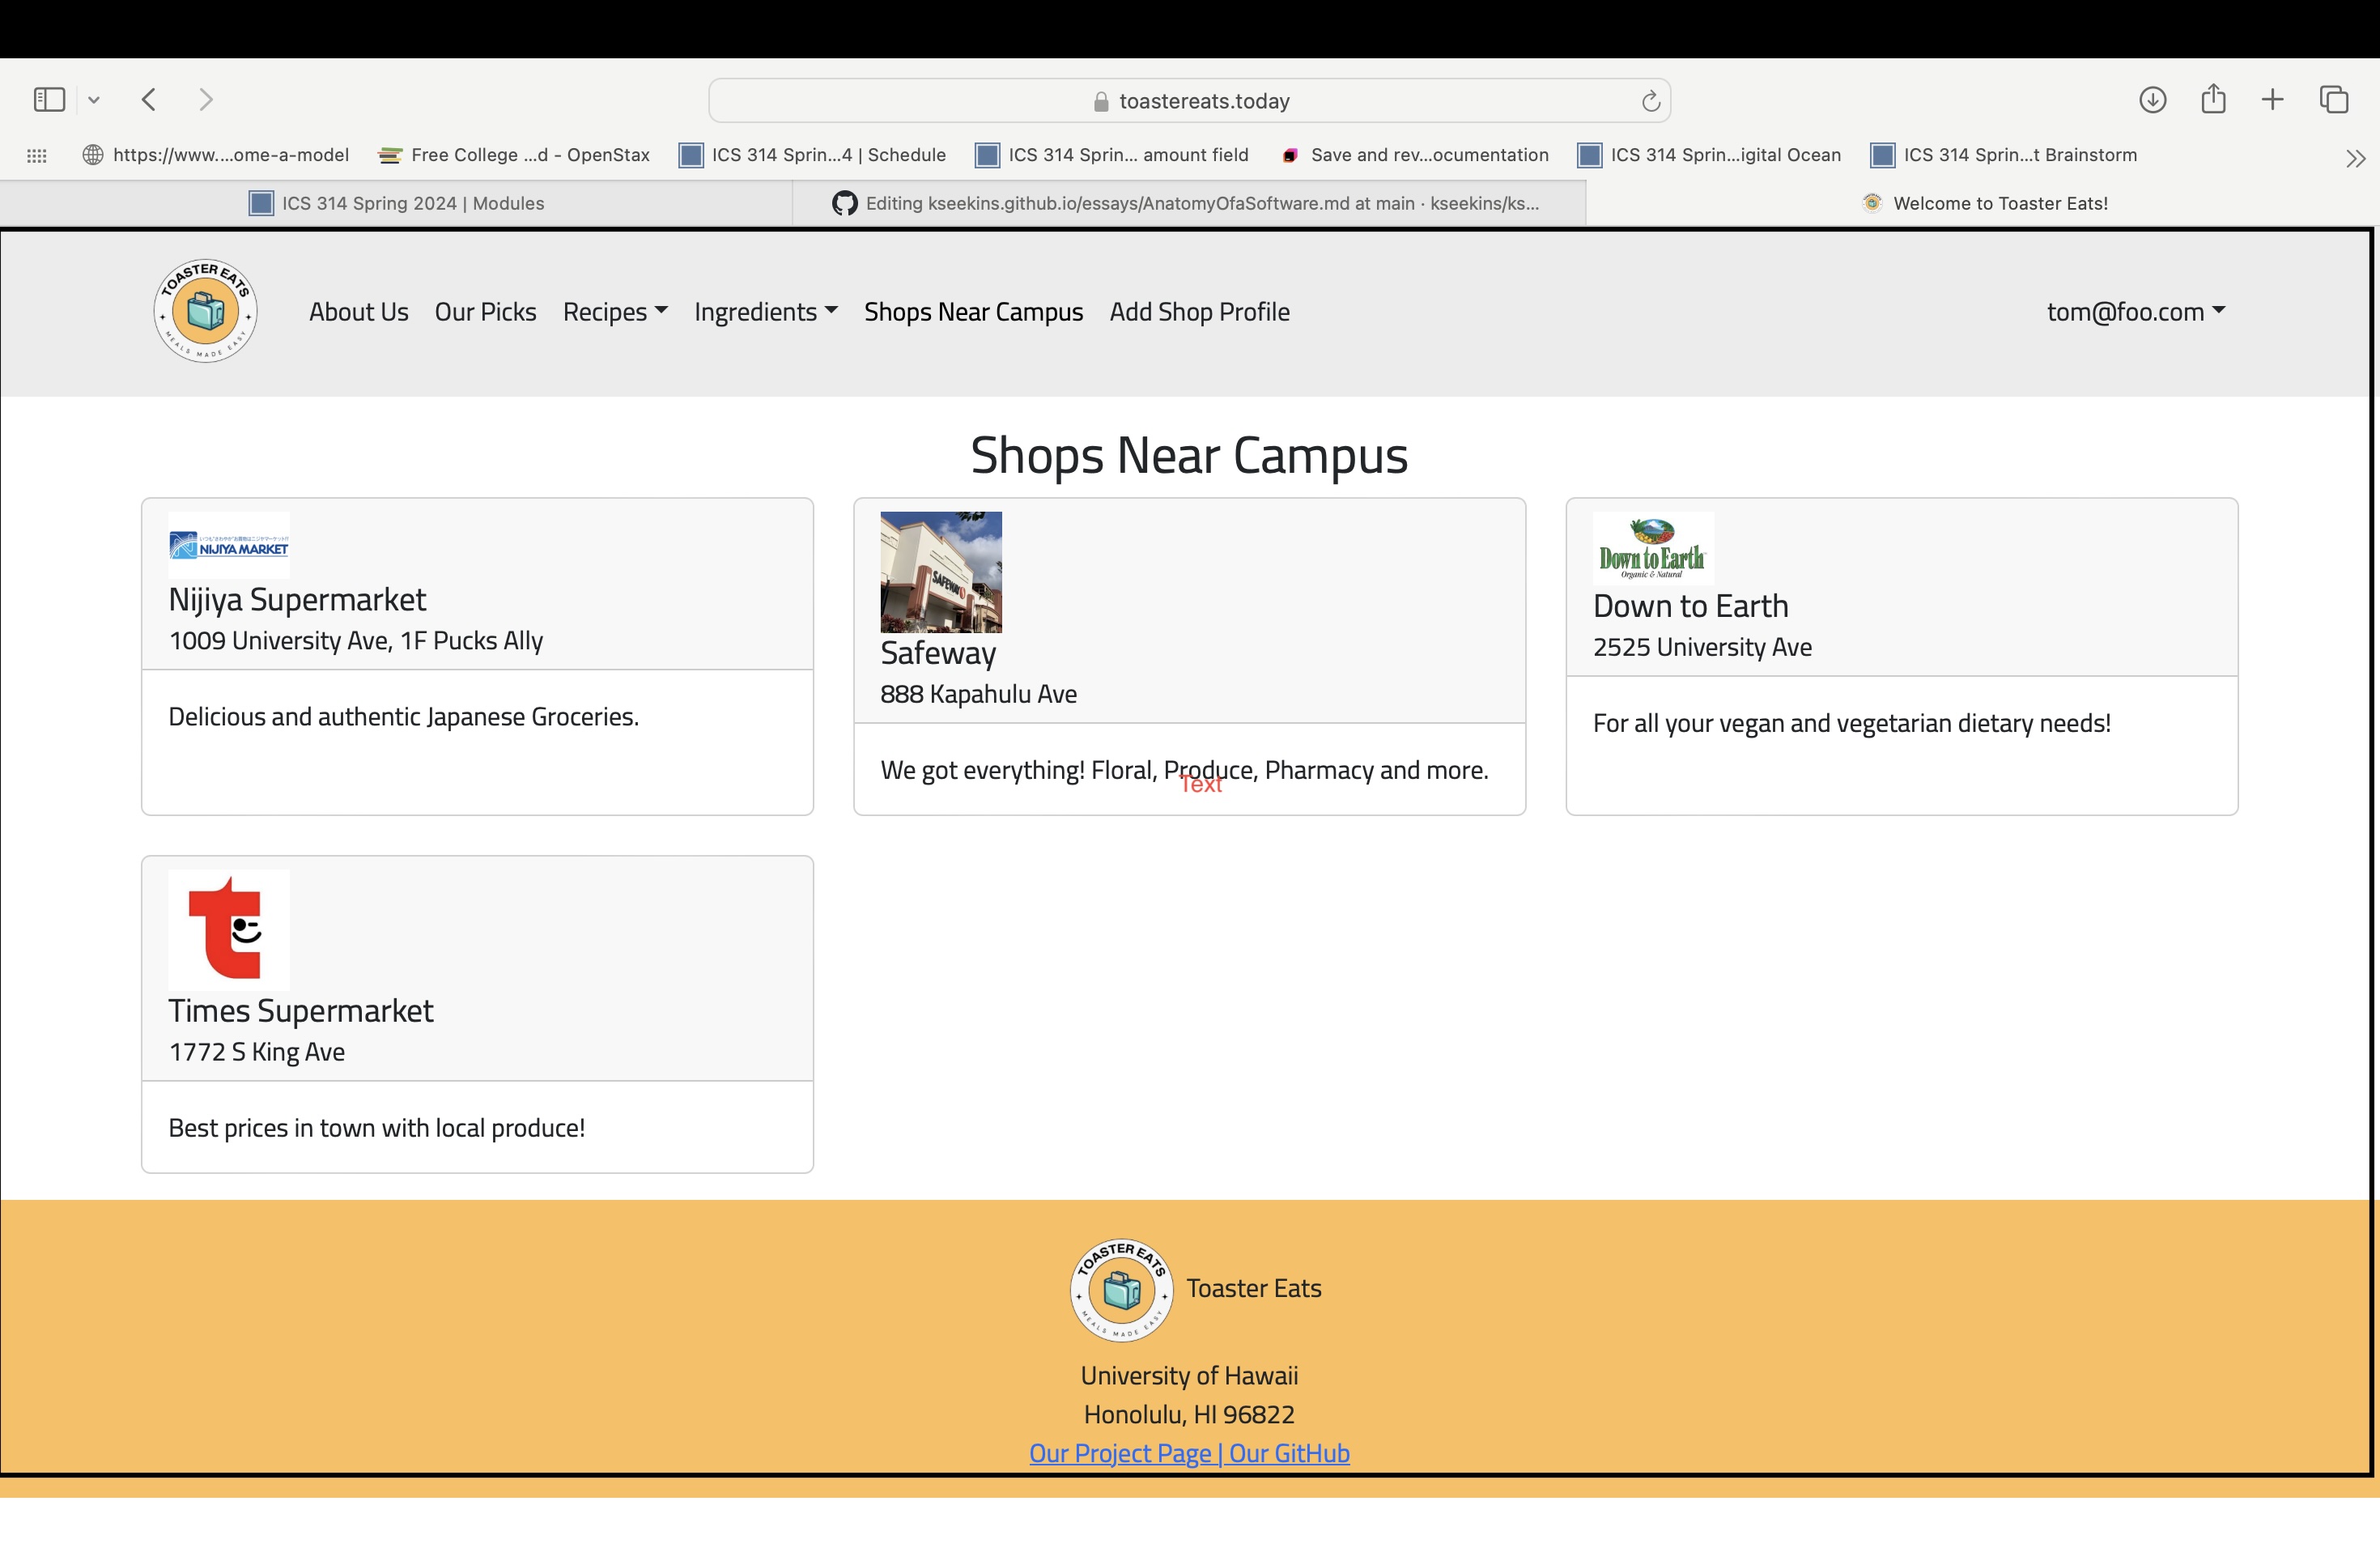 toastereats.today
https://www....ome-a-model
Free College ...d - OpenStax
ICS 314 Sprin...4 | Schedule
ICS 314 Sprin... amount field
Save and rev...ocumentation
ICS 314 Sprin...igital Ocean
ICS 314 Sprin...t Brainstorm
ICS 314 Spring 2024 | Modules
Editing kseekins.github.io/essays/AnatomyOfaSoftware.md at main · kseekins/ks...
Welcome to Toaster Eats!
TOASTER EATS
MEALS MADE EASY
About Us
Our Picks
Recipes
Ingredients
Shops Near Campus
Add Shop Profile
tom@foo.com
Shops Near Campus
NIJIYA MARKET
Nijiya Supermarket
1009 University Ave, 1F Pucks Ally
Delicious and authentic Japanese Groceries.
SAFEWAY
Safeway
888 Kapahulu Ave
We got everything! Floral, Produce, Pharmacy and more.
Text
Down to Earth
Organic & Natural
Down to Earth
2525 University Ave
For all your vegan and vegetarian dietary needs!
t
Times Supermarket
1772 S King Ave
Best prices in town with local produce!
TOASTER EATS
MEALS MADE EASY
Toaster Eats
University of Hawaii
Honolulu, HI 96822
Our Project Page | Our GitHub